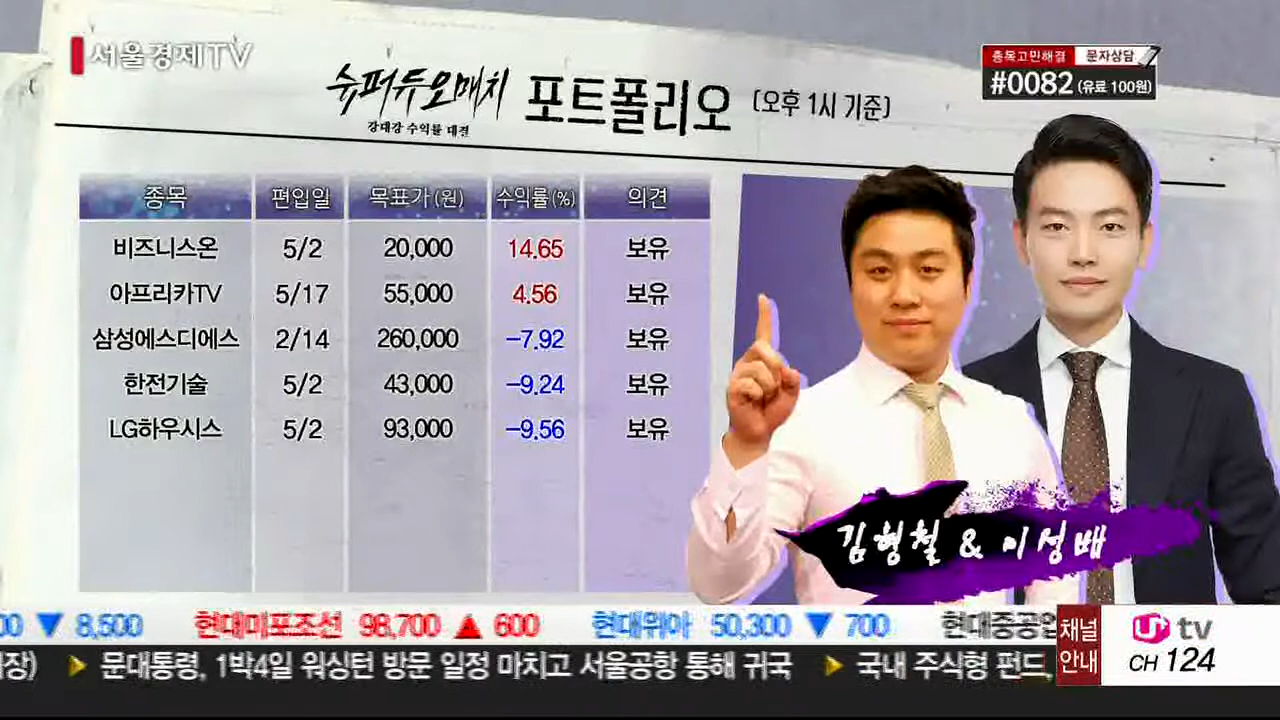 서울경제TV
종목고민해결 문자상담
#0082 (유료 100원)
슈퍼듀오매치 포트폴리오 [오후 1시 기준]
강대강 수익률 대결
종목 편입일 목표가(원) 수익률(%) 의견
비즈니스온 5/2 20,000 14.65 보유
아프리카TV 5/17 55,000 4.56 보유
삼성에스디에스 2/14 260,000 -7.92 보유
한전기술 5/2 43,000 -9.24 보유
LG하우시스 5/2 93,000 -9.56 보유
김형철 & 이성배
00 ▼ 8,500 현대미포조선 98,700 ▲ 600 현대위아 50,300 ▼ 700 현대중공업
장) ▶ 문대통령, 1박4일 워싱턴 방문 일정 마치고 서울공항 통해 귀국 ▶ 국내 주식형 펀드,
채널안내
U+ tv
CH 124